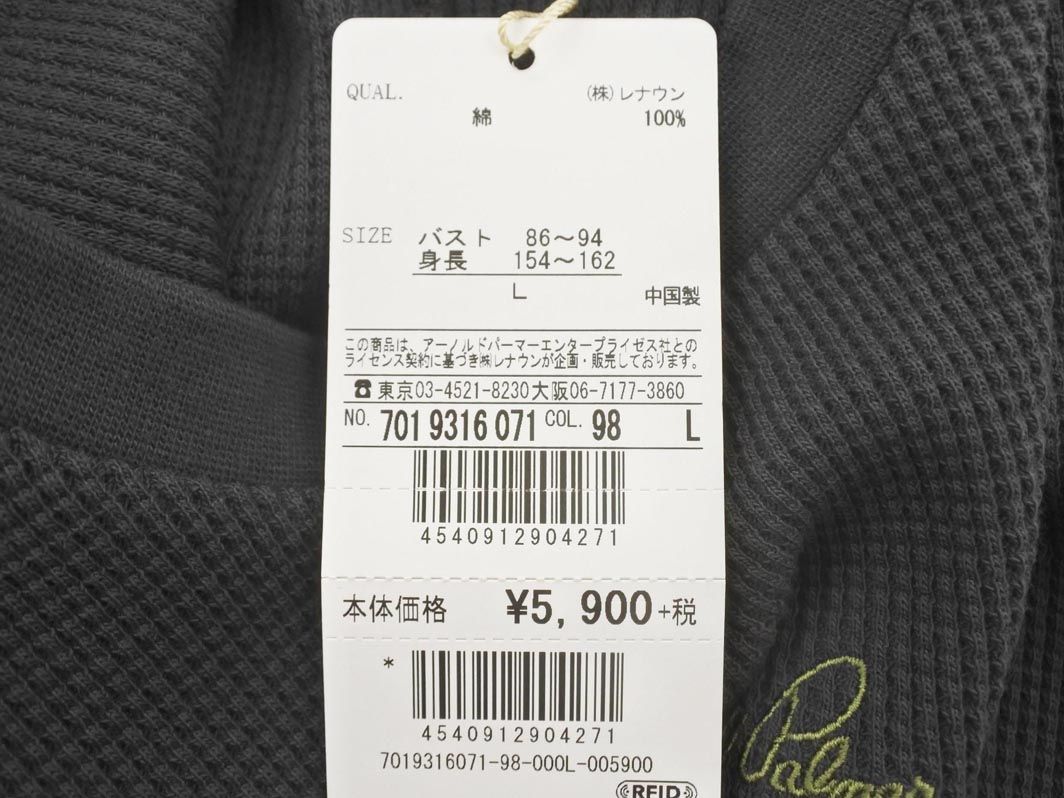 QUAL. (株)レナウン
綿 100%
SIZE バスト 86～94
身長 154～162
L
中国製
この商品は、アーノルドパーマーエンタープライゼス社との
ライセンス契約に基づき㈱レナウンが企画・販売しております。
☎東京03-4521-8230大阪06-7177-3860
NO. 701 9316 071 COL. 98 L
4540912904271
本体価格 ¥5,900+税
*
4540912904271
7019316071-98-000L-005900
RFID
Palmer